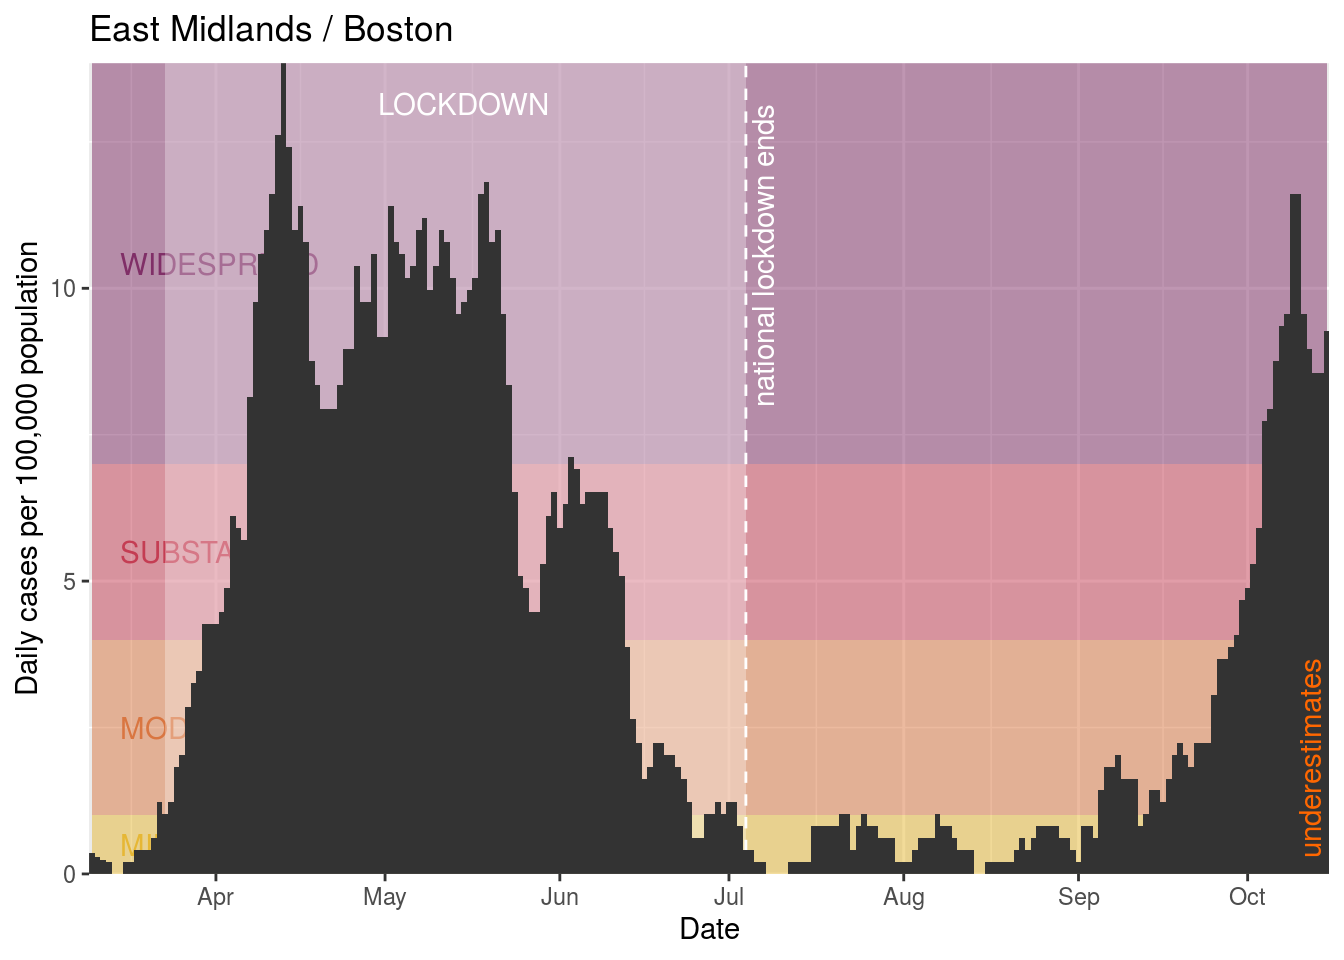 East Midlands / Boston
LOCKDOWN
national lockdown ends
WIDESPR
SUBSTA
MOD
underestimates
Daily cases per 100,000 population
10
5
0
Apr
May
Jun
Jul
Aug
Sep
Oct
Date